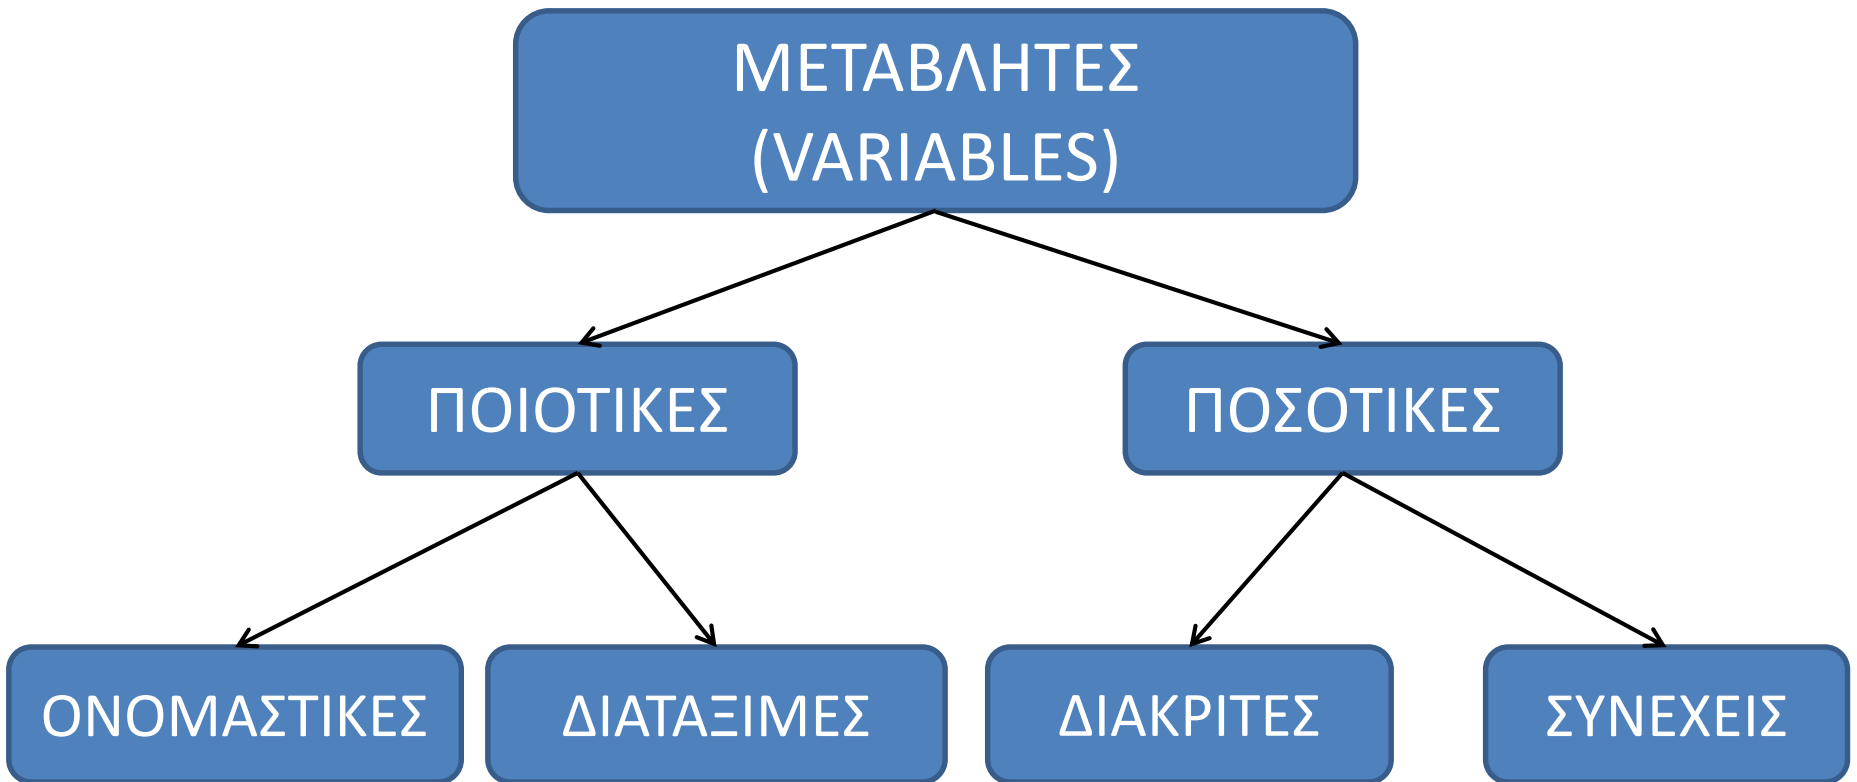 ΜΕΤΑΒΛΗΤΕΣ
(VARIABLES)
ΠΟΙΟΤΙΚΕΣ
ΠΟΣΟΤΙΚΕΣ
ΟΝΟΜΑΣΤΙΚΕΣ
ΔΙΑΤΑΞΙΜΕΣ
ΔΙΑΚΡΙΤΕΣ
ΣΥΝΕΧΕΙΣ